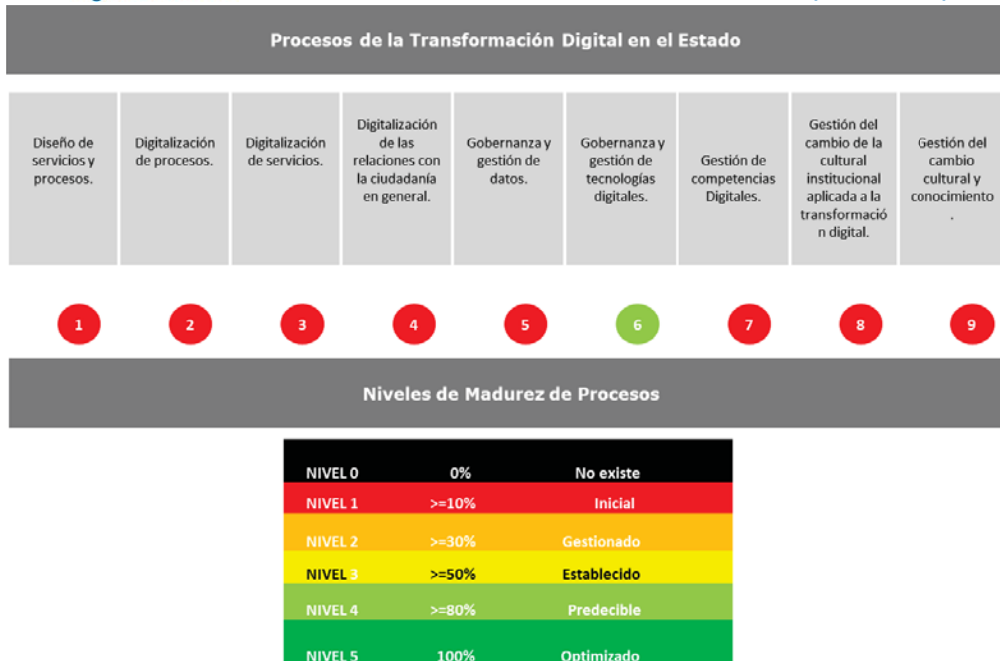 Procesos de la Transformación Digital en el Estado
Diseño de
servicios y
procesos.
Digitalización
de procesos.
Digitalización
de servicios.
Digitalización
de las
relaciones con
la ciudadanía
en general.
Gobernanza y
gestión de
datos.
Gobernanza y
gestión de
tecnologías
digitales.
Gestión de
competencias
Digitales.
Gestión del
cambio de la
cultural
institucional
aplicada a la
transformació
n digital.
Gestión del
cambio
cultural y
conocimiento
.
1 2 3 4 5 6 7 8 9
Niveles de Madurez de Procesos
NIVEL 0 0% No existe
NIVEL 1 >=10% Inicial
NIVEL 2 >=30% Gestionado
NIVEL 3 >=50% Establecido
NIVEL 4 >=80% Predecible
NIVEL 5 100% Optimizado